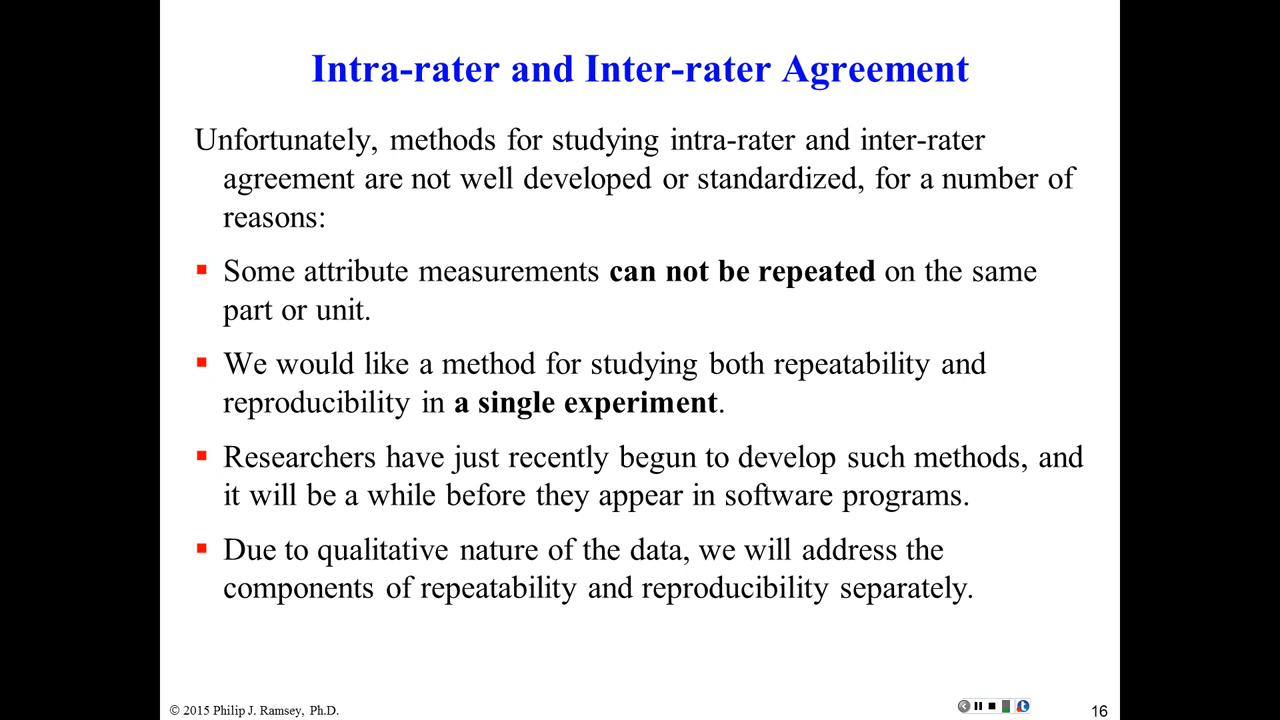 Intra-rater and Inter-rater Agreement
Unfortunately, methods for studying intra-rater and inter-rater
agreement are not well developed or standardized, for a number of
reasons:
Some attribute measurements can not be repeated on the same
part or unit.
We would like a method for studying both repeatability and
reproducibility in a single experiment.
Researchers have just recently begun to develop such methods, and
it will be a while before they appear in software programs.
Due to qualitative nature of the data, we will address the
components of repeatability and reproducibility separately.
© 2015 Philip J. Ramsey, Ph.D.
16